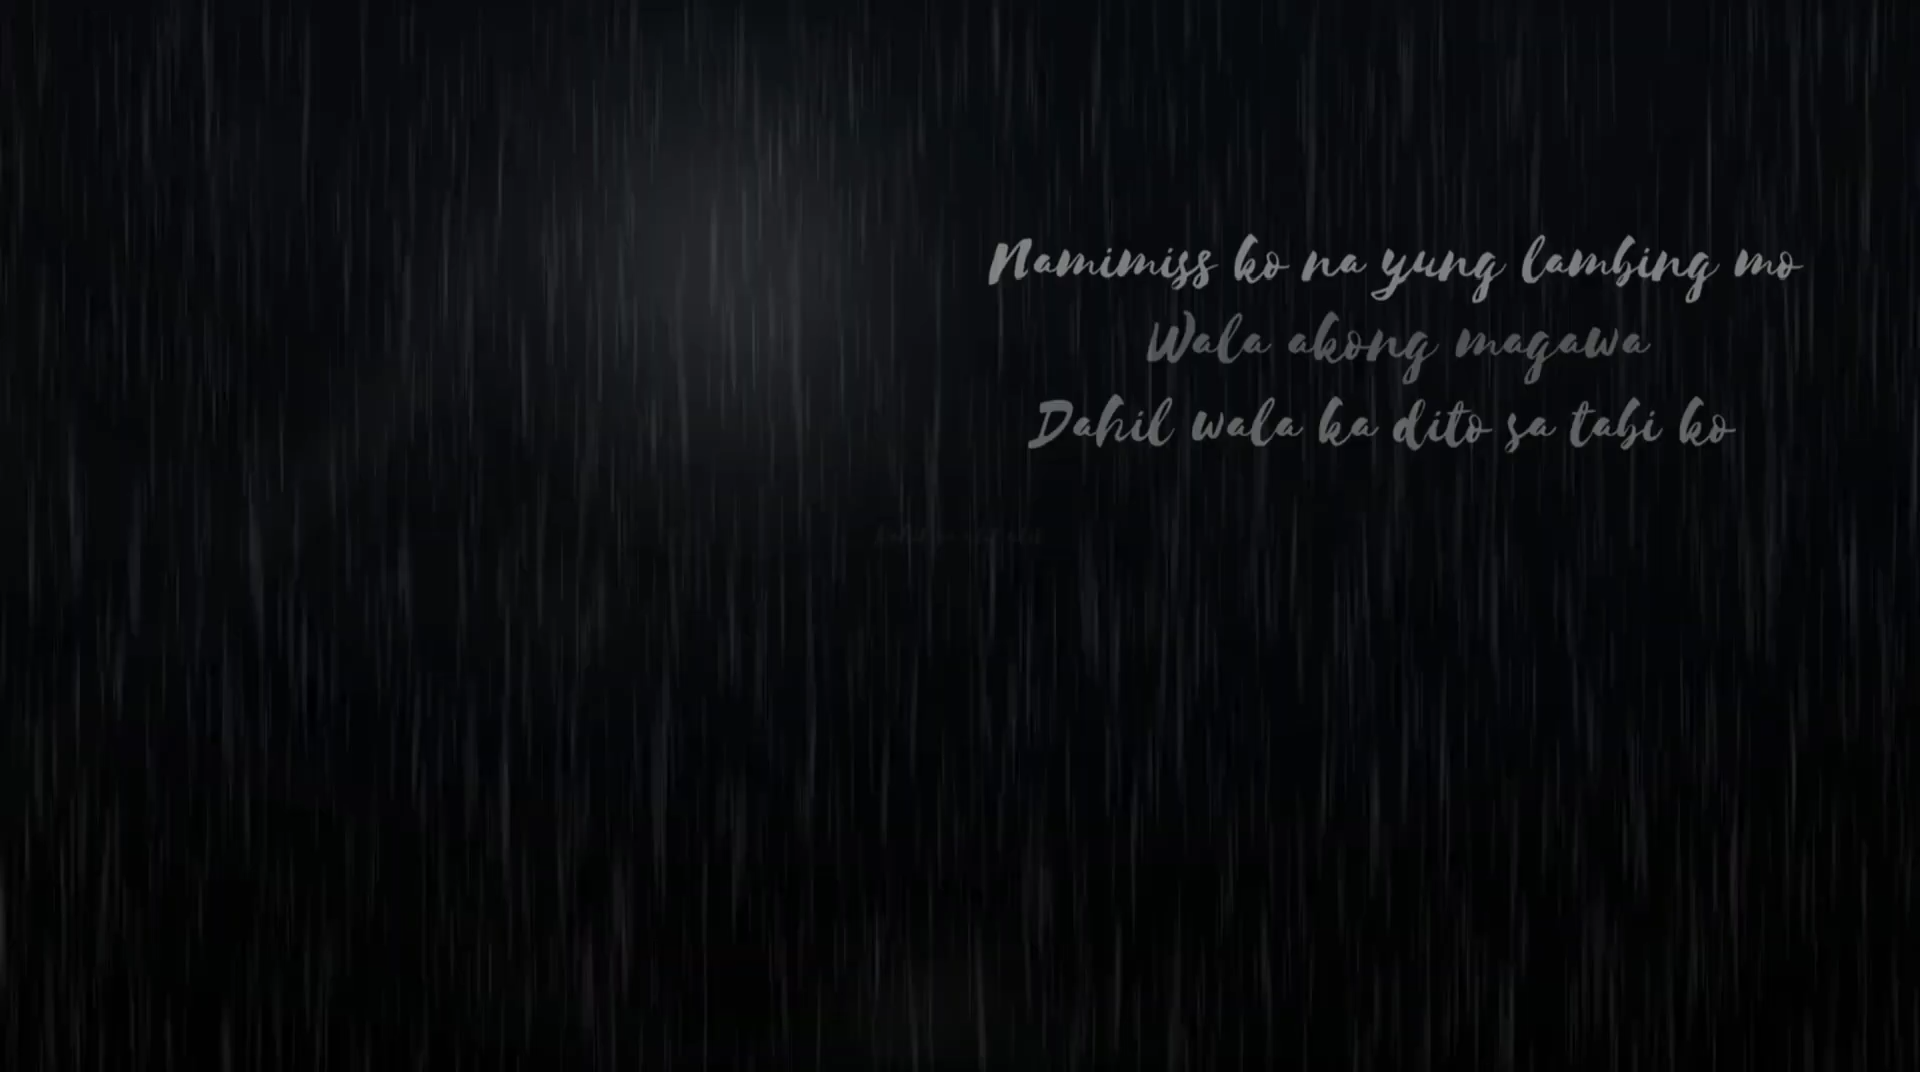 Namimiss ko na yung lambing mo
Wala akong magawa
Dahil wala ka dito sa tabi ko